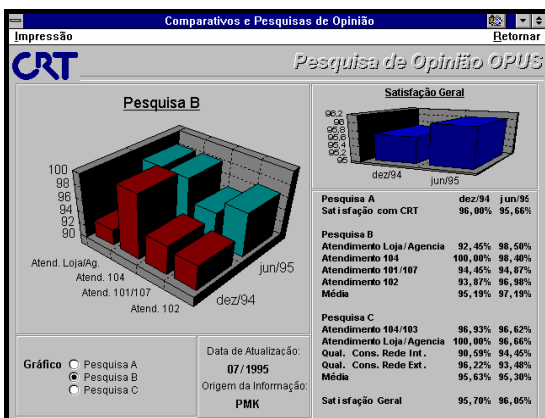 Comparativos e Pesquisas de Opinião
Impressão Retornar
CRT
Pesquisa de Opinião OPUS
Pesquisa B
100
98
96
94
92
90
Atend. Loja/Ag.
Atend. 104
Atend. 101/107
Atend. 102
dez/94
jun/95
Satisfação Geral
96,2
96
95,8
95,6
95,4
95,2
95
dez/94
jun/95
Pesquisa A dez/94 jun/95
Satisfação com CRT 96,00% 95,66%
Pesquisa B
Atendimento Loja/Agencia 92,45% 98,50%
Atendimento 104 100,00% 98,40%
Atendimento 101/107 94,45% 94,87%
Atendimento 102 93,87% 96,98%
Média 95,19% 97,19%
Pesquisa C
Atendimento 104/103 96,93% 96,62%
Atendimento Loja/Agencia 100,00% 96,66%
Qual. Cons. Rede Int. 90,59% 94,45%
Qual. Cons. Rede Ext. 96,22% 93,48%
Média 95,63% 95,30%
Satisfação Geral 95,70% 96,05%
Gráfico
Pesquisa A
Pesquisa B
Pesquisa C
Data de Atualização:
07/1995
Origem da Informação:
PMK